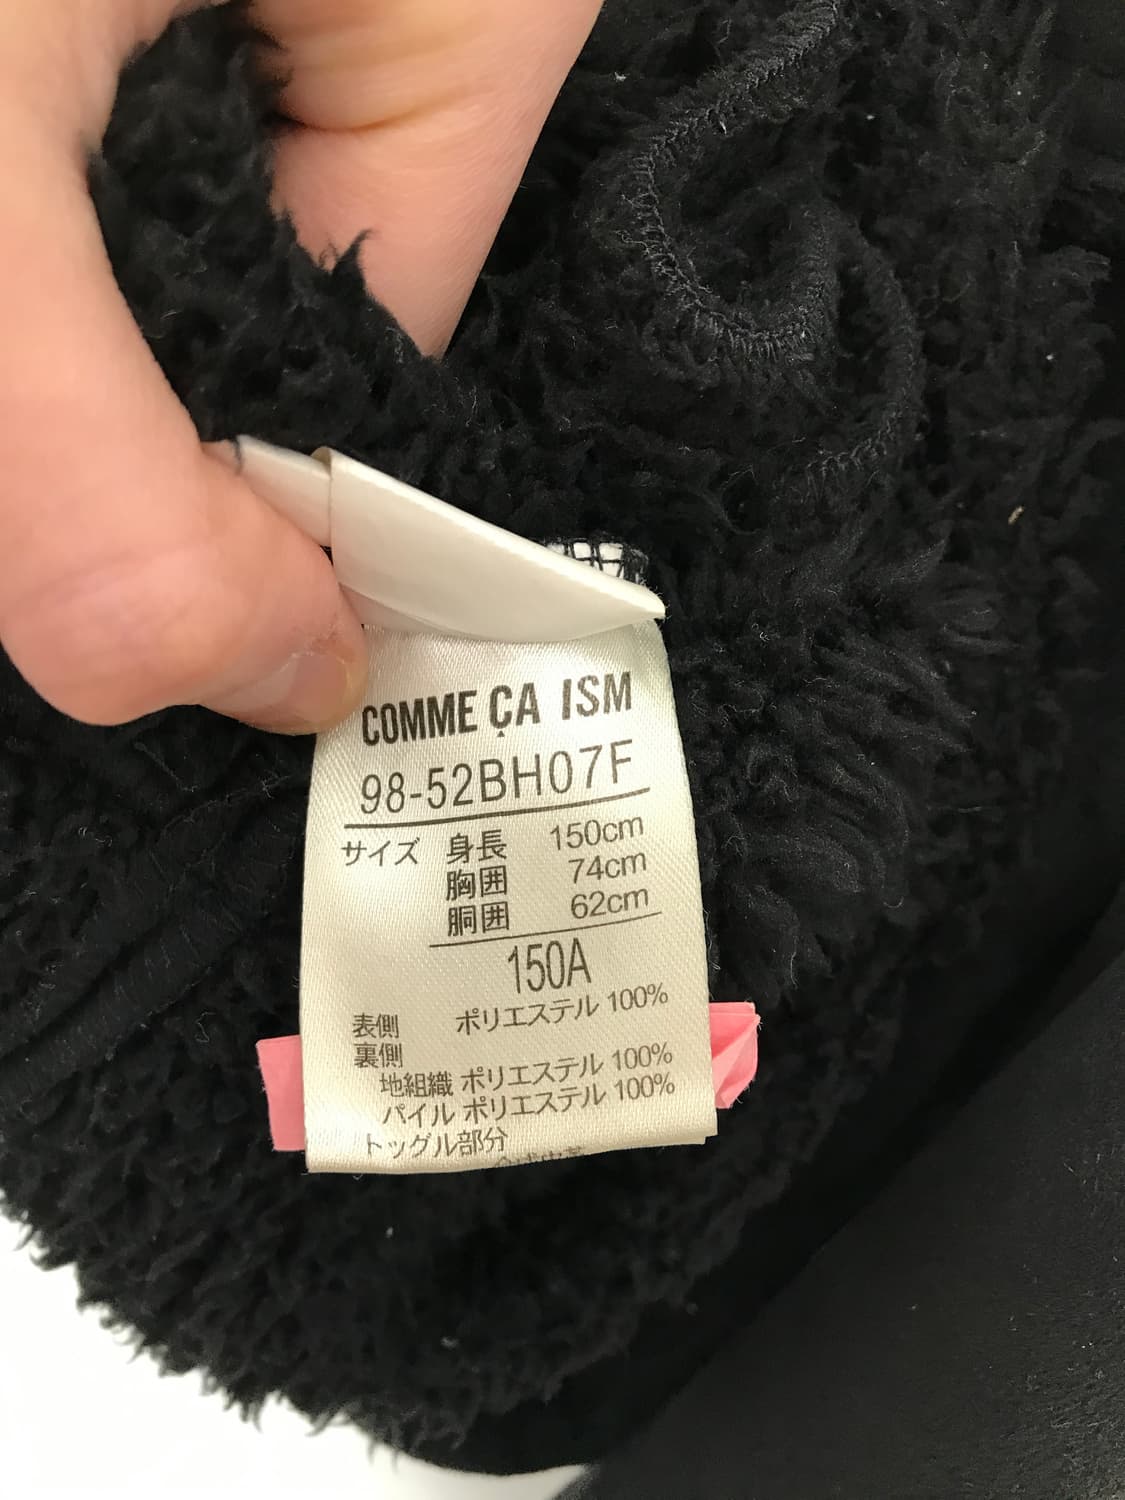 COMME ÇA ISM
98-52BH07F
サイズ 身長 150cm
胸囲 74cm
胴囲 62cm
150A
表側 ポリエステル 100%
裏側
地組織 ポリエステル 100%
パイル ポリエステル 100%
トッグル部分